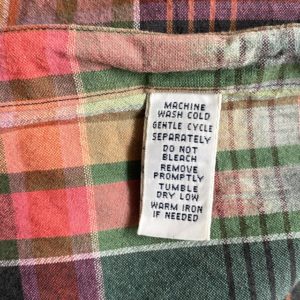 MACHINE
WASH COLD
GENTLE CYCLE
SEPARATELY
DO NOT
BLEACH
REMOVE
PROMPTLY
TUMBLE
DRY LOW
WARM IRON
IF NEEDED